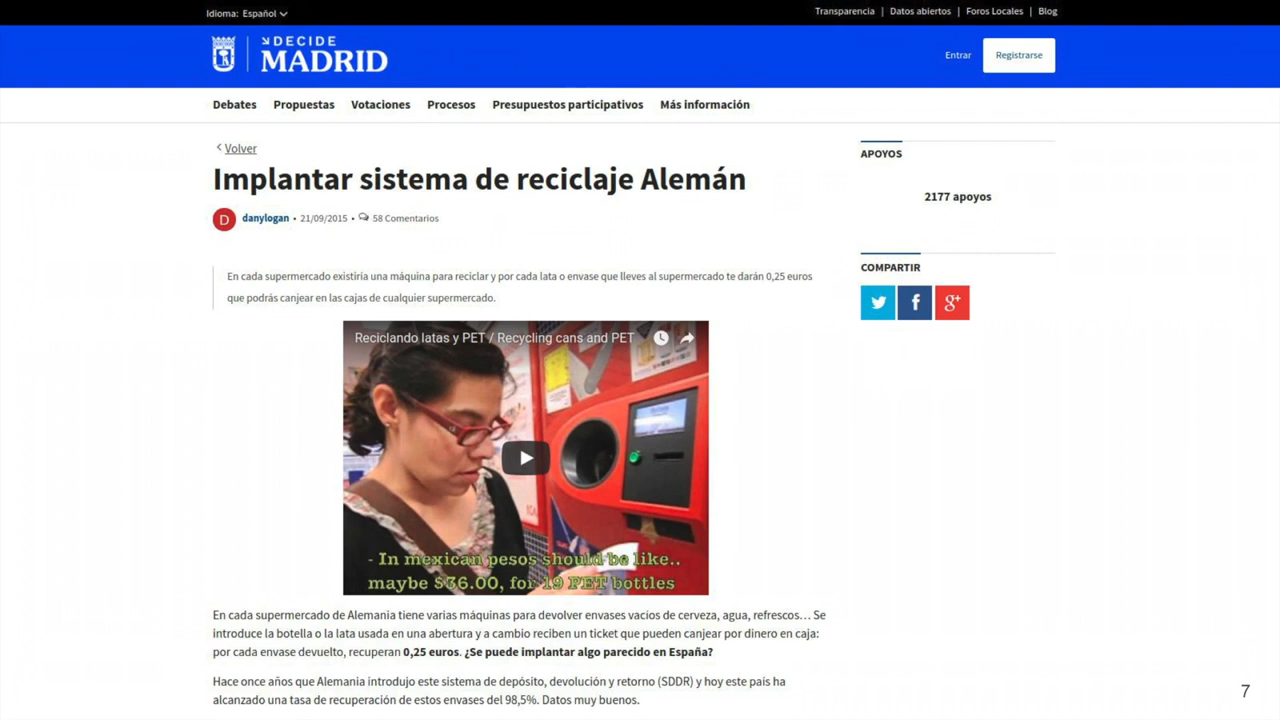 Idioma: Español
Transparencia | Datos abiertos | Foros Locales | Blog
DECIDE
MADRID
Entrar
Registrarse
Debates Propuestas Votaciones Procesos Presupuestos participativos Más información
Volver
Implantar sistema de reciclaje Alemán
D danylogan • 21/09/2015 • 58 Comentarios
En cada supermercado existiria una máquina para reciclar y por cada lata o envase que lleves al supermercado te darán 0,25 euros
que podrás canjear en las cajas de cualquier supermercado.
Reciclando latas y PET / Recycling cans and PET
- In mexican pesos should be like..
maybe $36.00, for 19 PET bottles
En cada supermercado de Alemania tiene varias máquinas para devolver envases vacíos de cerveza, agua, refrescos… Se
introduce la botella o la lata usada en una abertura y a cambio reciben un ticket que pueden canjear por dinero en caja:
por cada envase devuelto, recuperan 0,25 euros. ¿Se puede implantar algo parecido en España?
Hace once años que Alemania introdujo este sistema de depósito, devolución y retorno (SDDR) y hoy este país ha
alcanzado una tasa de recuperación de estos envases del 98,5%. Datos muy buenos.
APOYOS
2177 apoyos
COMPARTIR
f
g+
7